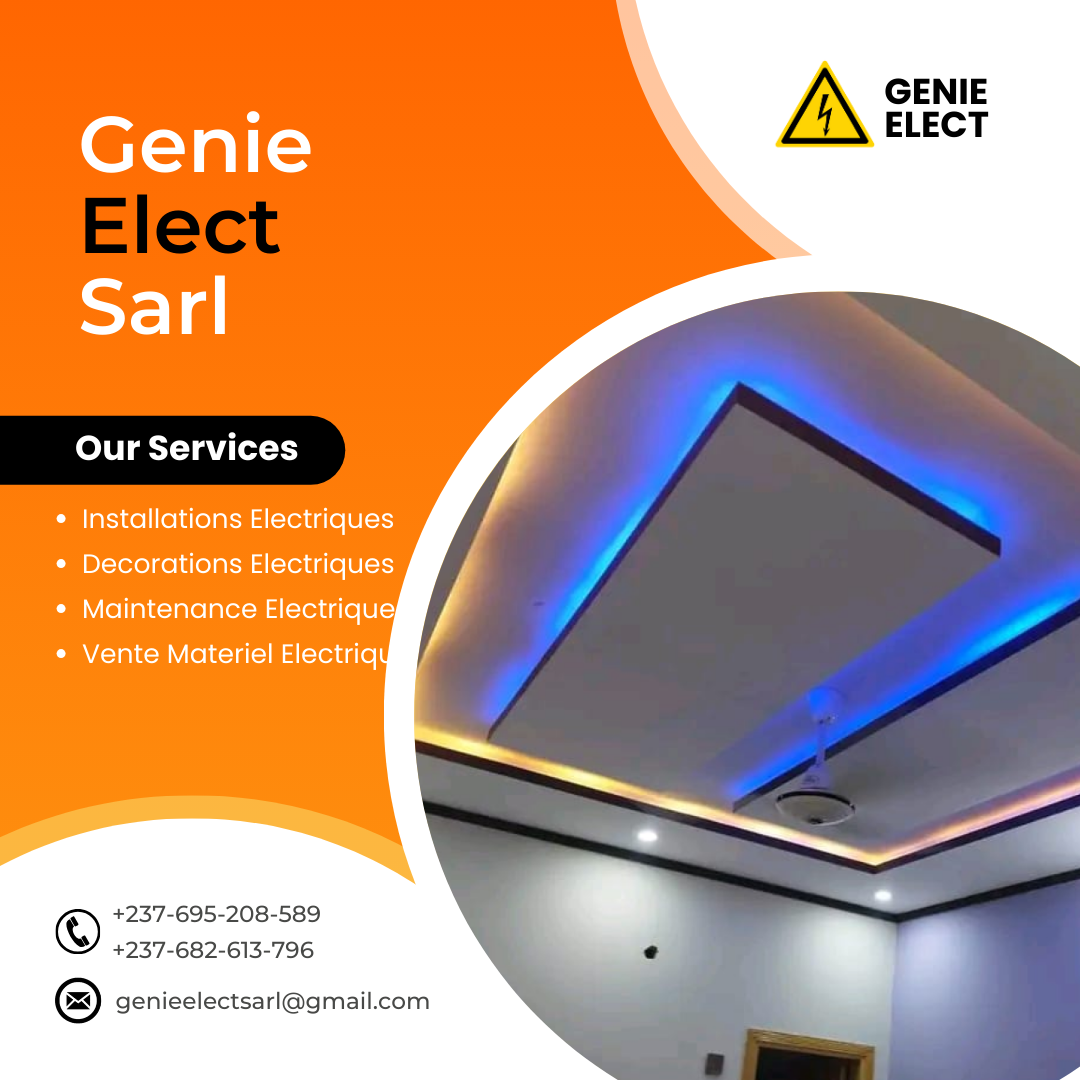 Genie
Elect
Sarl
GENIE
ELECT
Our Services
• Installations Electriques
• Decorations Electriques
• Maintenance Electrique
• Vente Materiel Electriqu
+237-695-208-589
+237-682-613-796
genieelectsarl@gmail.com